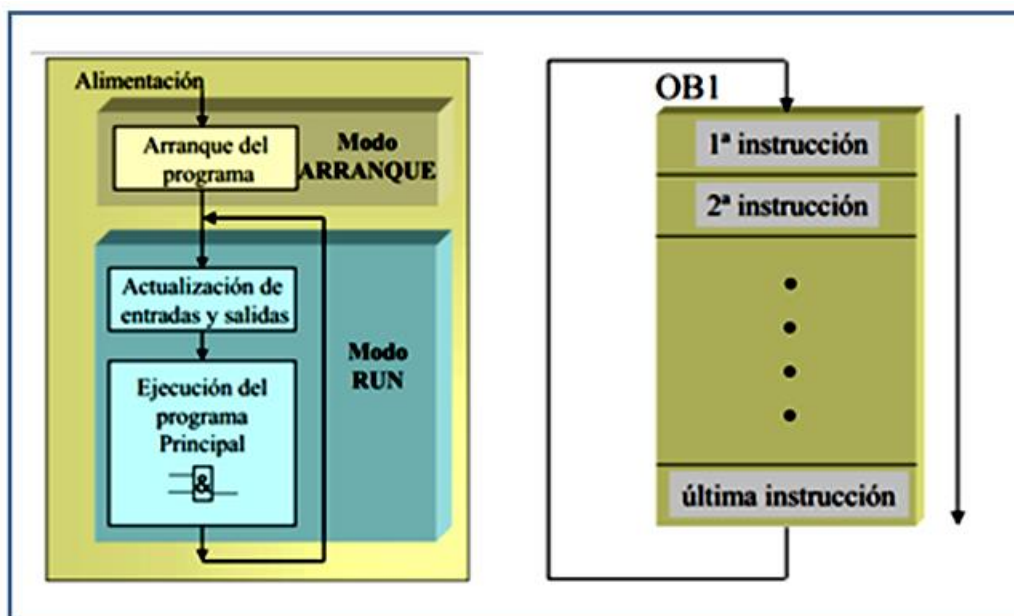 Alimentación
Arranque del
programa
Modo
ARRANQUE
Actualización de
entradas y salidas
Modo
RUN
Ejecución del
programa
Principal
&
OB1
1ª instrucción
2ª instrucción
última instrucción